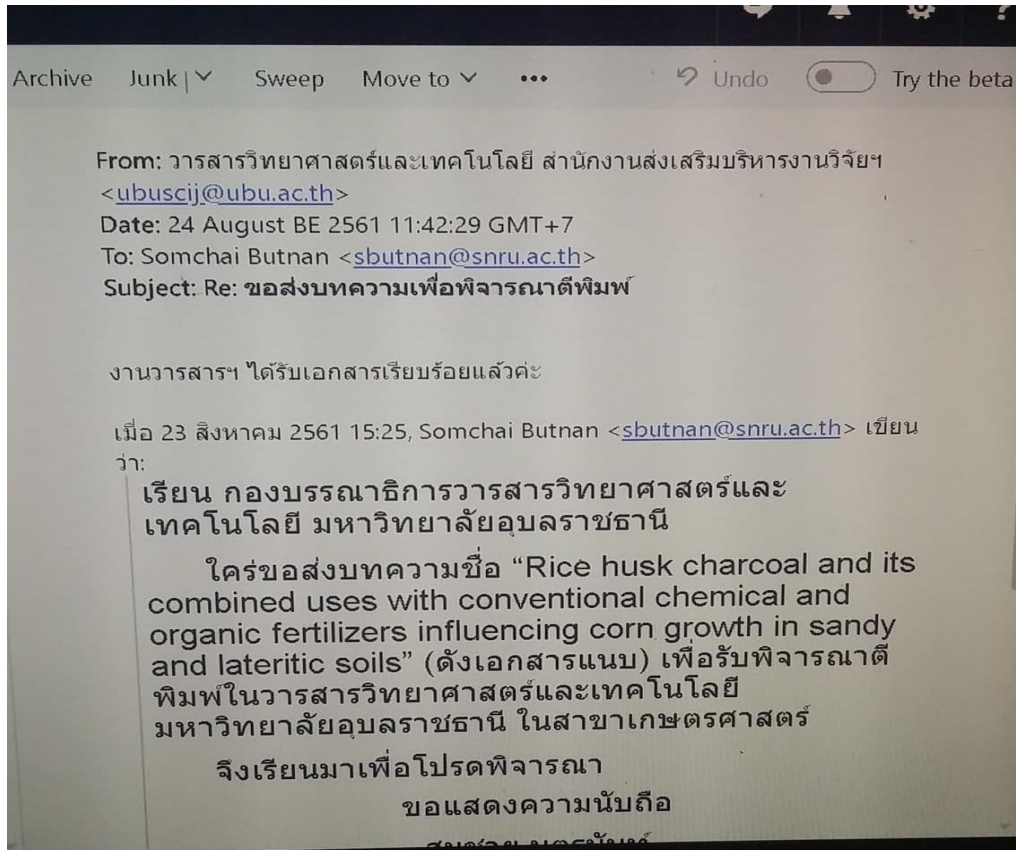 Archive Junk | Sweep Move to ••• Undo Try the beta
From: วารสารวิทยาศาสตร์และเทคโนโลยี สำนักงานส่งเสริมบริหารงานวิจัยฯ
<ubuscij@ubu.ac.th>
Date: 24 August BE 2561 11:42:29 GMT+7
To: Somchai Butnan <sbutnan@snru.ac.th>
Subject: Re: ขอส่งบทความเพื่อพิจารณาตีพิมพ์
งานวารสารฯ ได้รับเอกสารเรียบร้อยแล้วค่ะ
เมื่อ 23 สิงหาคม 2561 15:25, Somchai Butnan <sbutnan@snru.ac.th> เขียน
ว่า:
เรียน กองบรรณาธิการวารสารวิทยาศาสตร์และ
เทคโนโลยี มหาวิทยาลัยอุบลราชธานี
ใคร่ขอส่งบทความชื่อ “Rice husk charcoal and its
combined uses with conventional chemical and
organic fertilizers influencing corn growth in sandy
and lateritic soils” (ดังเอกสารแนบ) เพื่อรับพิจารณาตี
พิมพ์ในวารสารวิทยาศาสตร์และเทคโนโลยี
มหาวิทยาลัยอุบลราชธานี ในสาขาเกษตรศาสตร์
จึงเรียนมาเพื่อโปรดพิจารณา
ขอแสดงความนับถือ